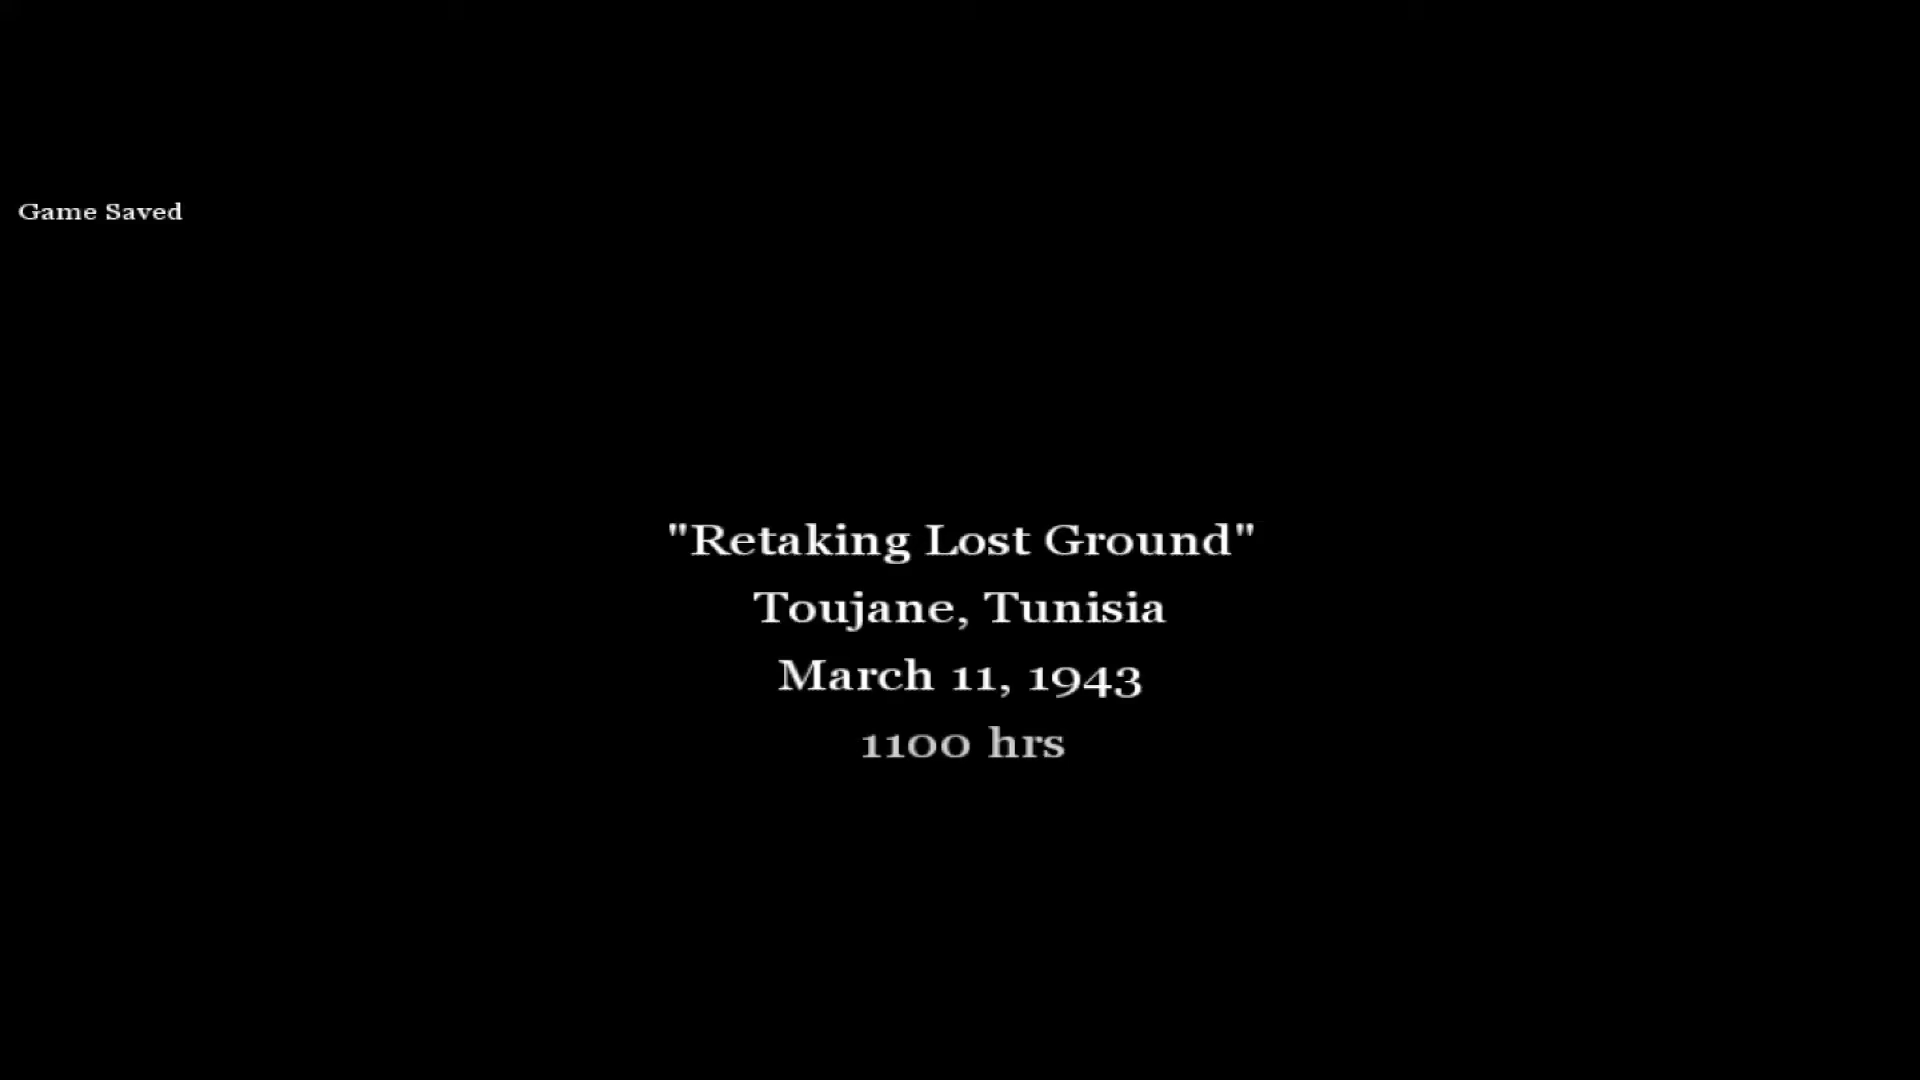 Game Saved
"Retaking Lost Ground"
Toujane, Tunisia
March 11, 1943
1100 hrs